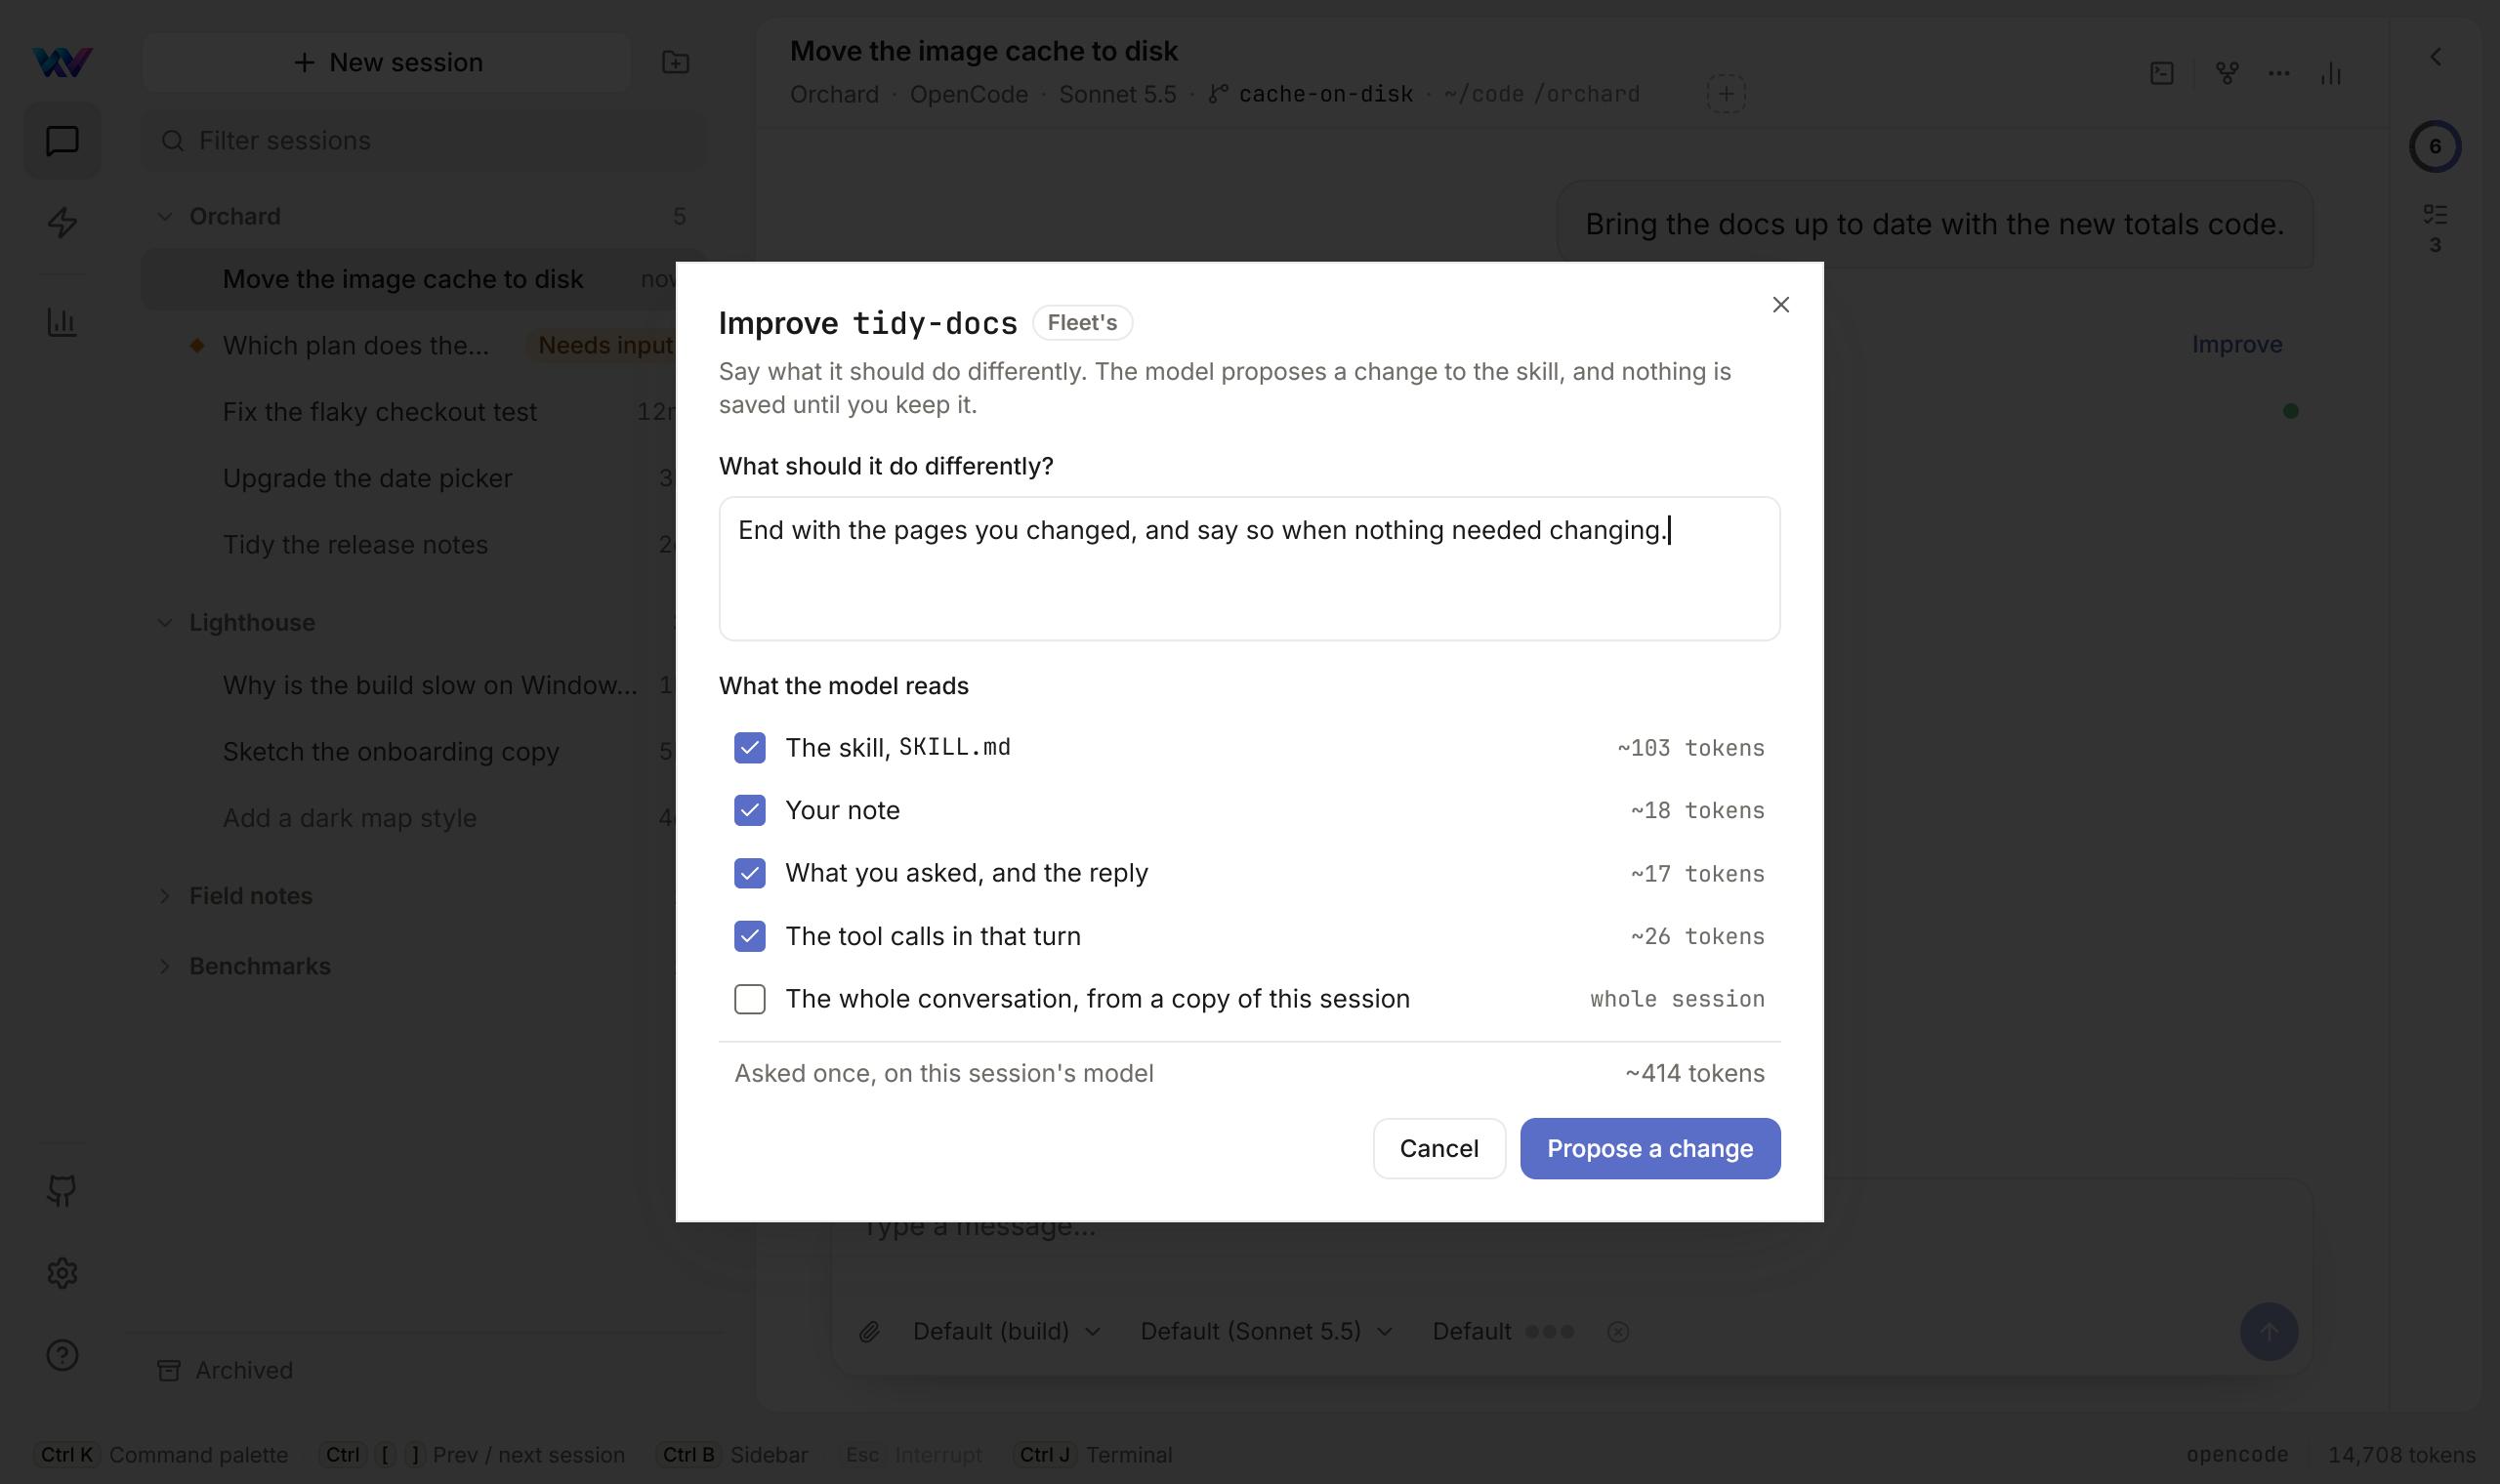 New session
Filter sessions
Orchard 5
Move the image cache to disk
Which plan does the... Needs input
Fix the flaky checkout test
Upgrade the date picker
Tidy the release notes
Lighthouse
Why is the build slow on Window...
Sketch the onboarding copy
Add a dark map style
Field notes
Benchmarks
Archived
Move the image cache to disk
Orchard · OpenCode · Sonnet 5.5 · cache-on-disk · ~/code/orchard
6
3
Bring the docs up to date with the new totals code.
Improve
Improve tidy-docs Fleet's
Say what it should do differently. The model proposes a change to the skill, and nothing is
saved until you keep it.
What should it do differently?
End with the pages you changed, and say so when nothing needed changing.
What the model reads
The skill, SKILL.md ~103 tokens
Your note ~18 tokens
What you asked, and the reply ~17 tokens
The tool calls in that turn ~26 tokens
The whole conversation, from a copy of this session whole session
Asked once, on this session's model ~414 tokens
Cancel Propose a change
Type a message...
Default (build) Default (Sonnet 5.5) Default
Ctrl K Command palette Ctrl [ ] Prev / next session Ctrl B Sidebar Esc Interrupt Ctrl J Terminal
opencode 14,708 tokens